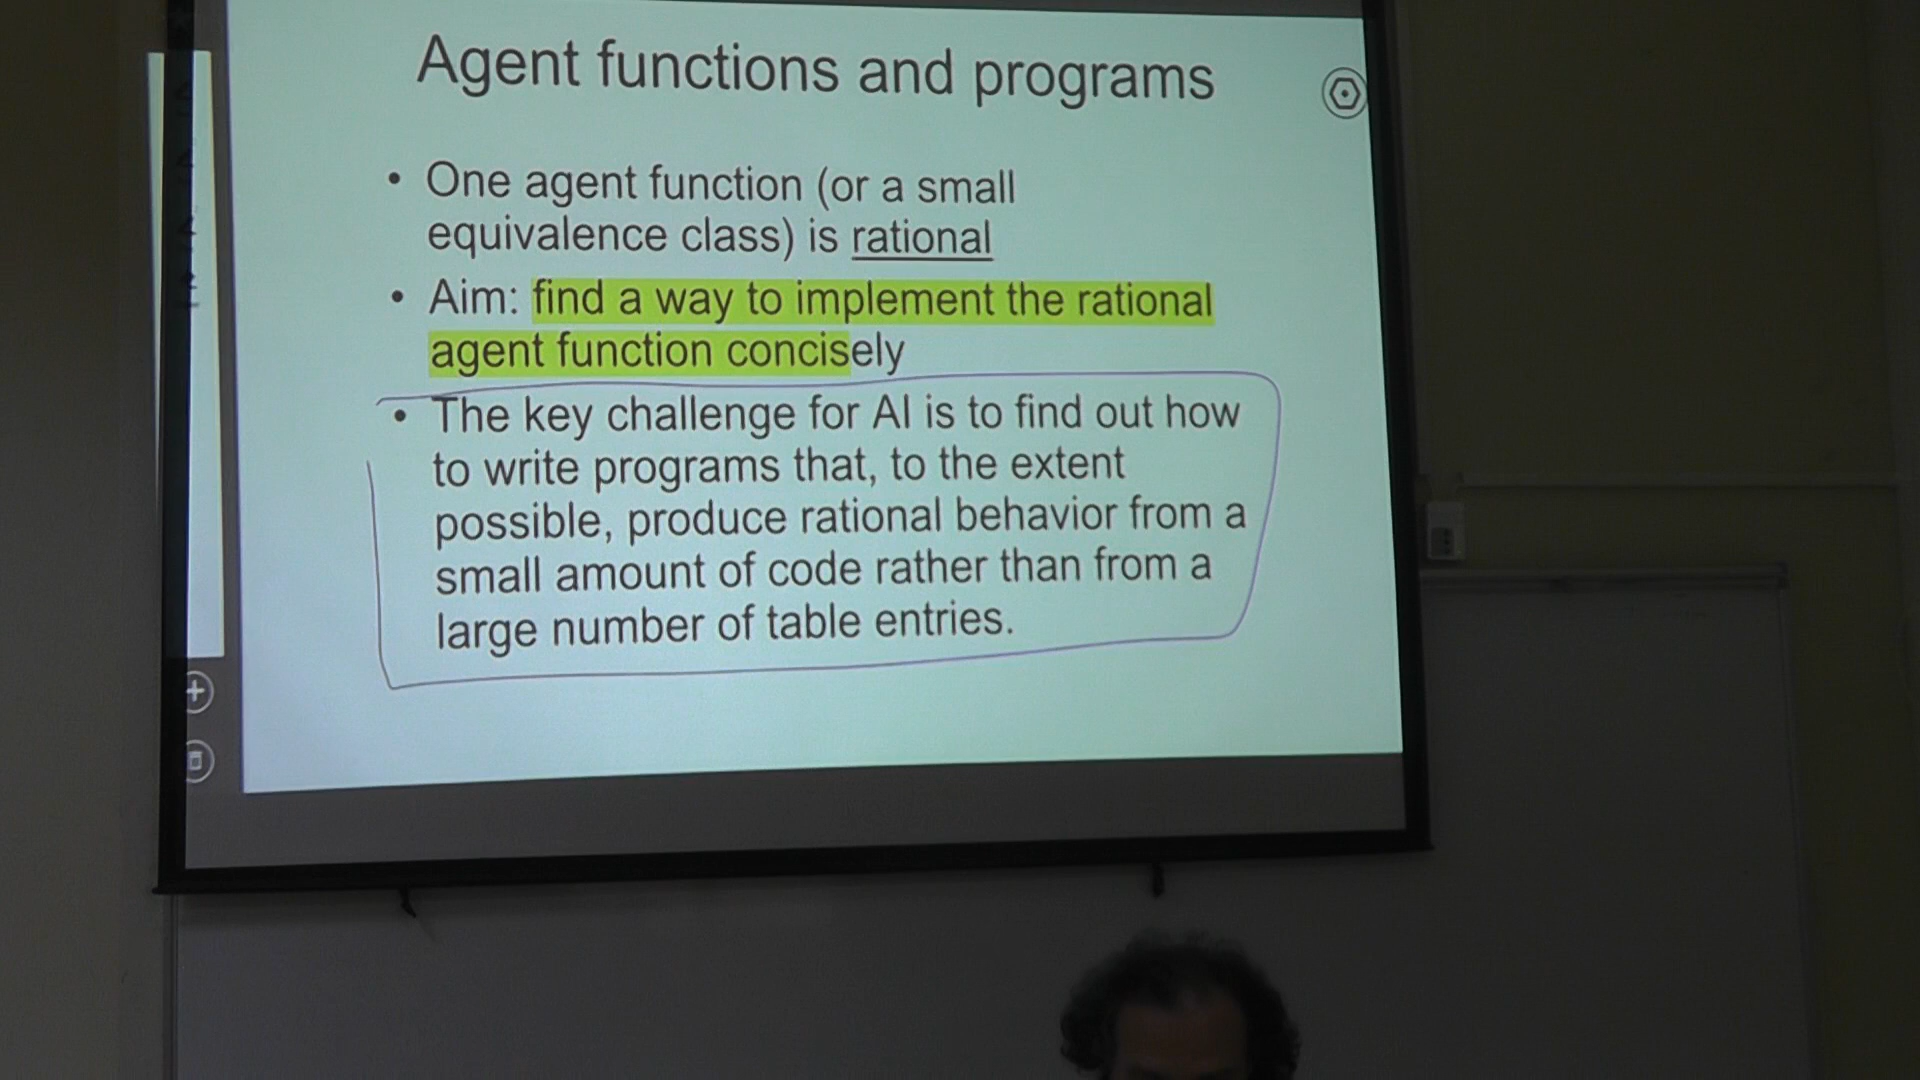 Agent functions and programs
• One agent function (or a small
equivalence class) is rational
• Aim: find a way to implement the rational
agent function concisely
• The key challenge for AI is to find out how
to write programs that, to the extent
possible, produce rational behavior from a
small amount of code rather than from a
large number of table entries.